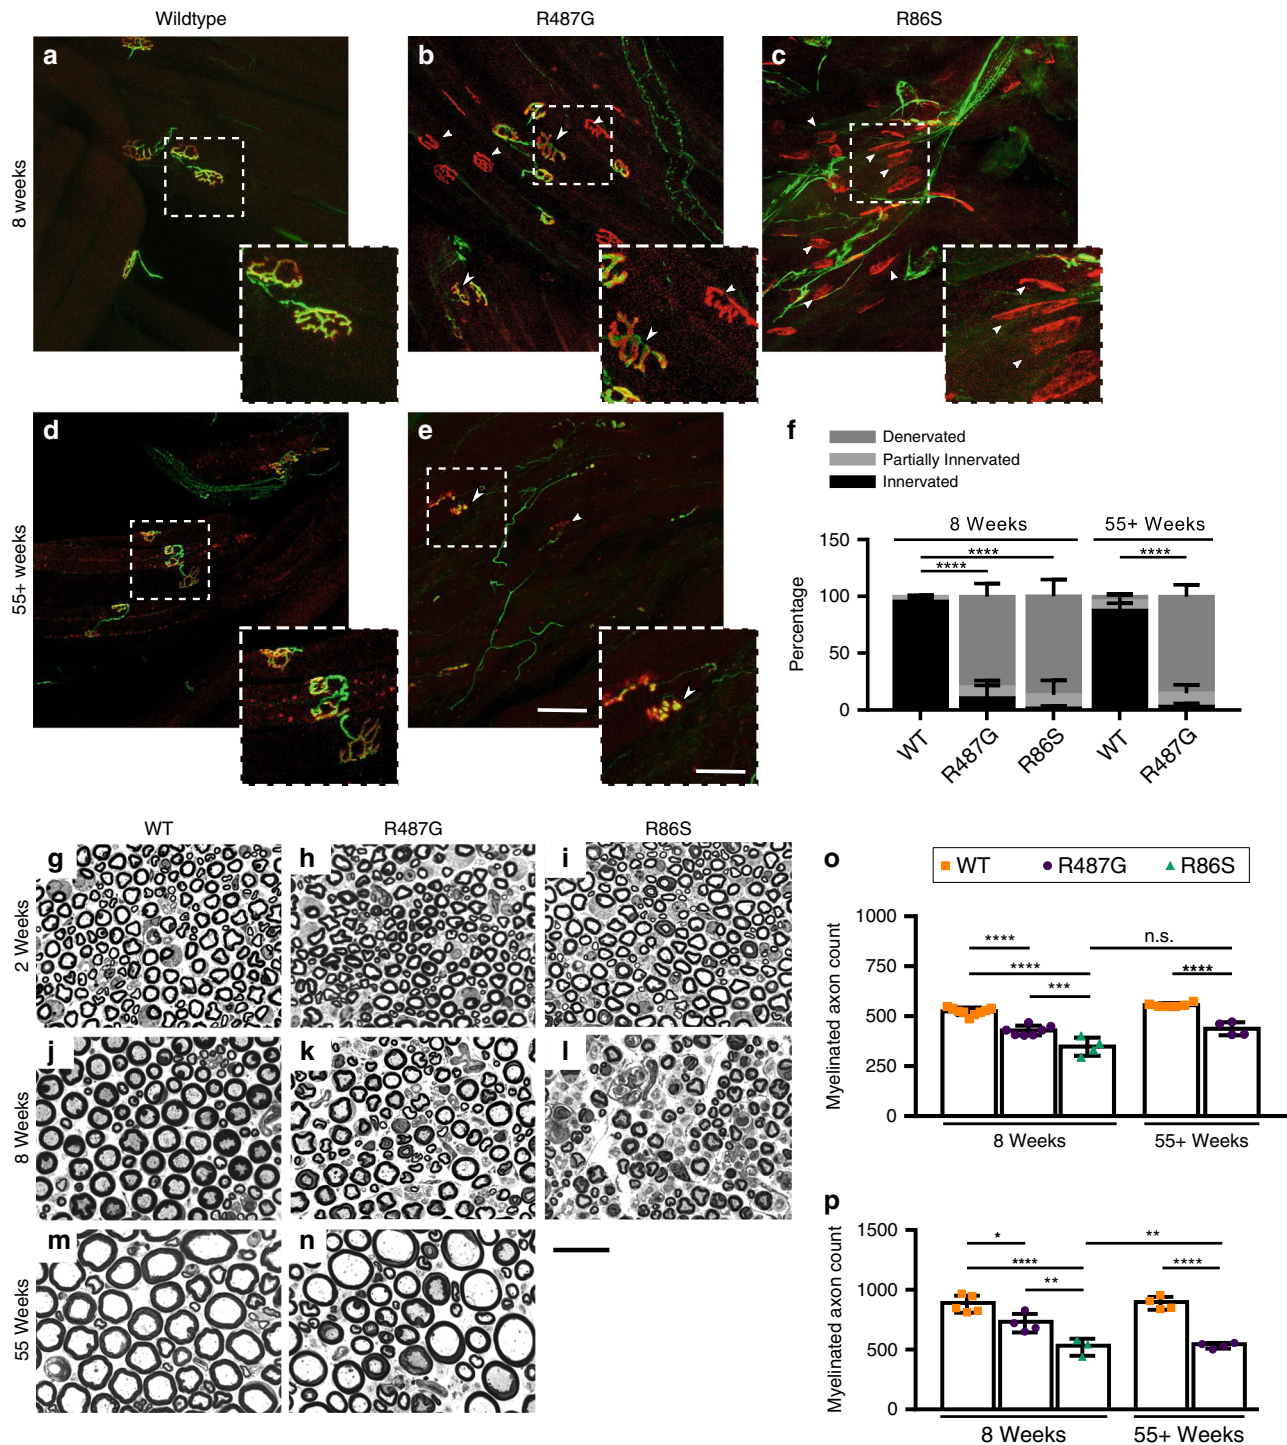 Wildtype
R487G
R86S
8 weeks
a
b
c
55+ weeks
d
e
f
Denervated
Partially Innervated
Innervated
8 Weeks
55+ Weeks
****
****
****
Percentage
150
100
50
0
WT
R487G
R86S
WT
R487G
WT
R487G
R86S
2 Weeks
g
h
i
8 Weeks
j
k
l
55 Weeks
m
n
o
WT
R487G
R86S
Myelinated axon count
1000
750
500
250
0
n.s.
****
****
****
***
8 Weeks
55+ Weeks
p
Myelinated axon count
1500
1000
500
0
*
**
****
****
**
8 Weeks
55+ Weeks